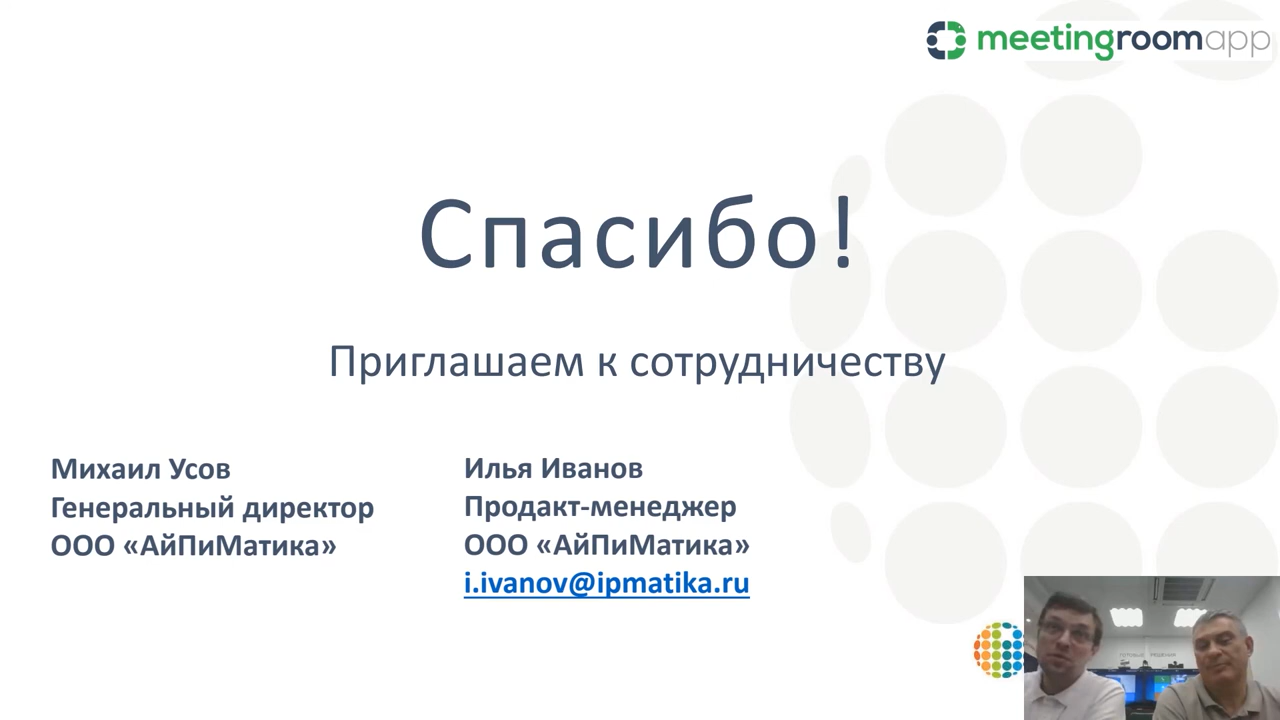 meetingroomapp
Спасибо!
Приглашаем к сотрудничеству
Михаил Усов
Генеральный директор
ООО «АйПиМатика»
Илья Иванов
Продакт-менеджер
ООО «АйПиМатика»
i.ivanov@ipmatika.ru